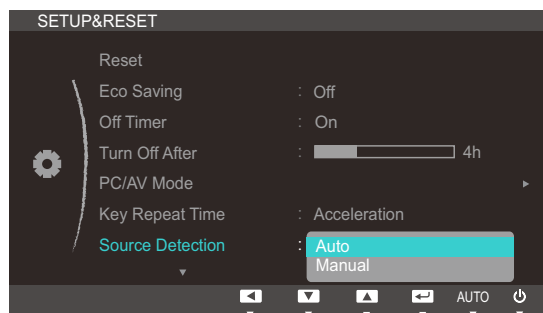 SETUP&RESET
Reset
Eco Saving : Off
Off Timer : On
Turn Off After : 4h
PC/AV Mode
Key Repeat Time : Acceleration
Source Detection : Auto
Manual
AUTO